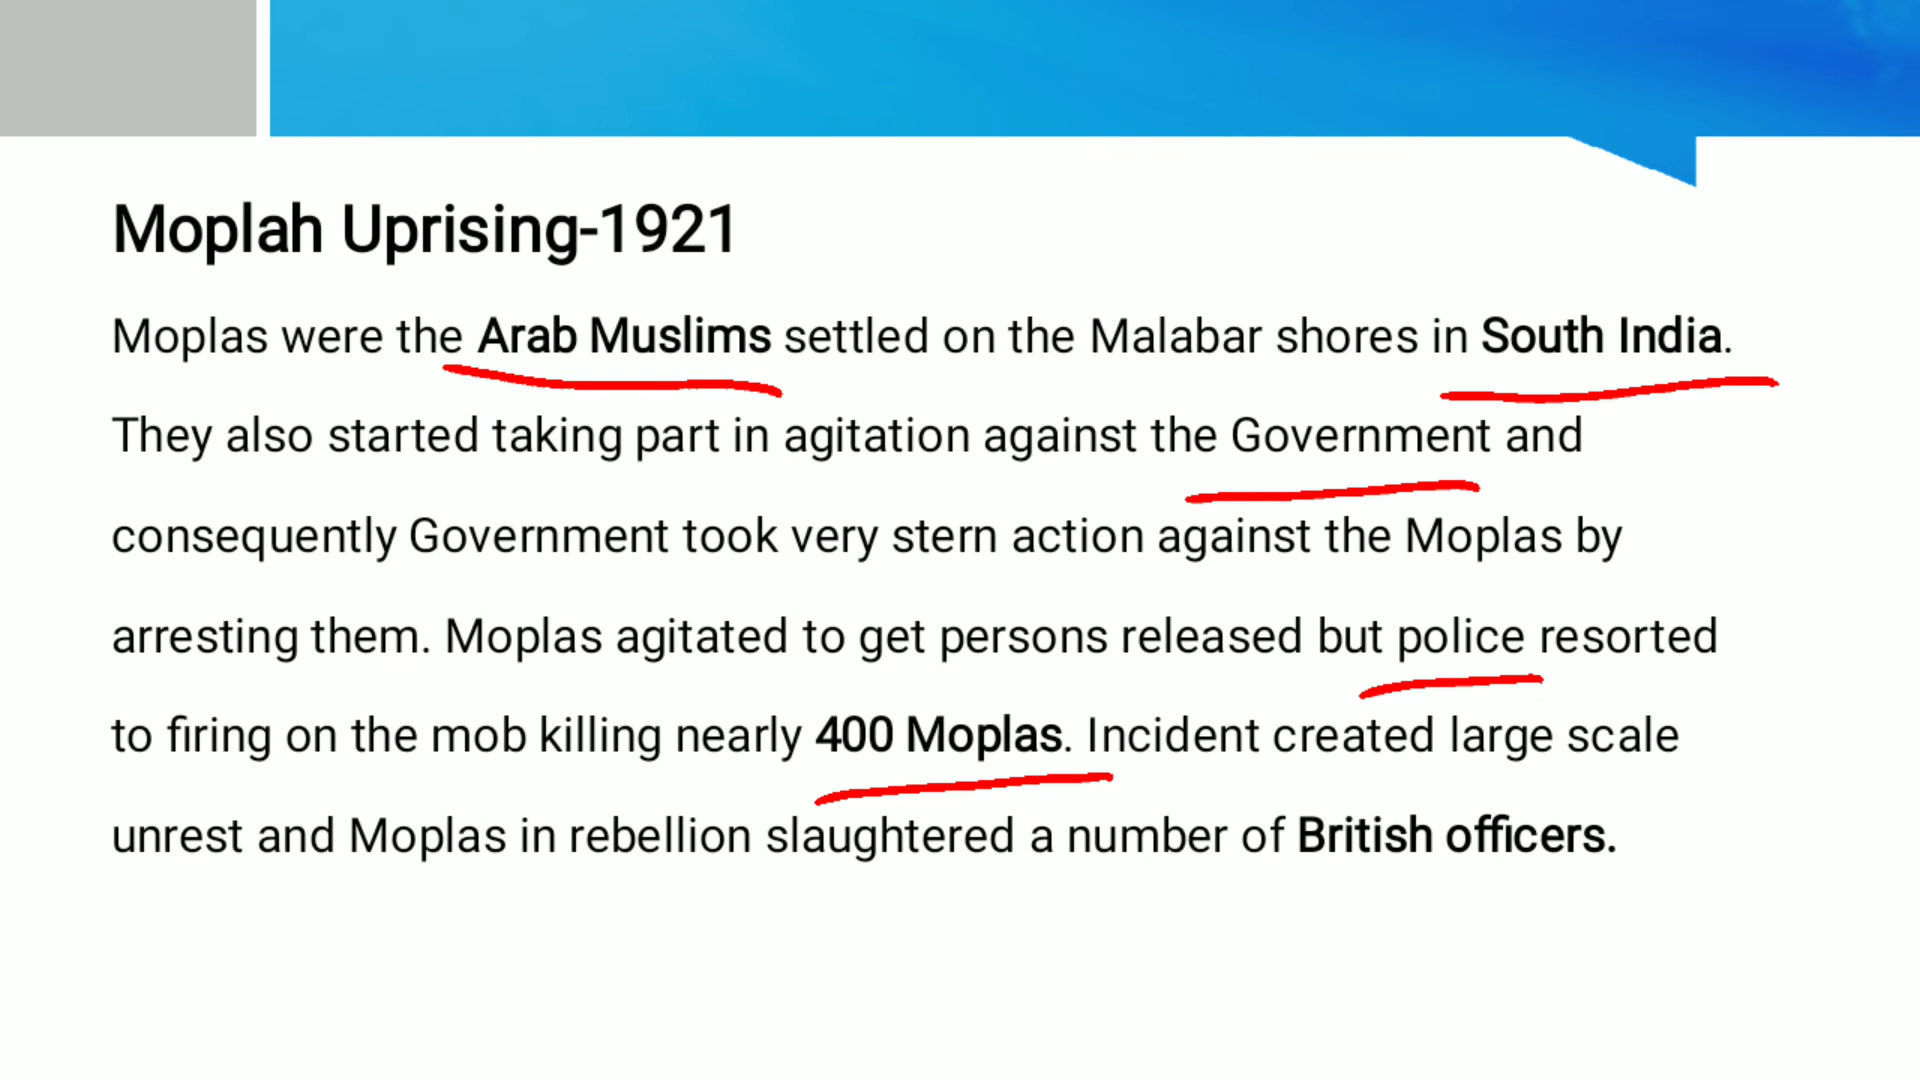 Moplah Uprising-1921
Moplas were the Arab Muslims settled on the Malabar shores in South India.
They also started taking part in agitation against the Government and
consequently Government took very stern action against the Moplas by
arresting them. Moplas agitated to get persons released but police resorted
to firing on the mob killing nearly 400 Moplas. Incident created large scale
unrest and Moplas in rebellion slaughtered a number of British officers.